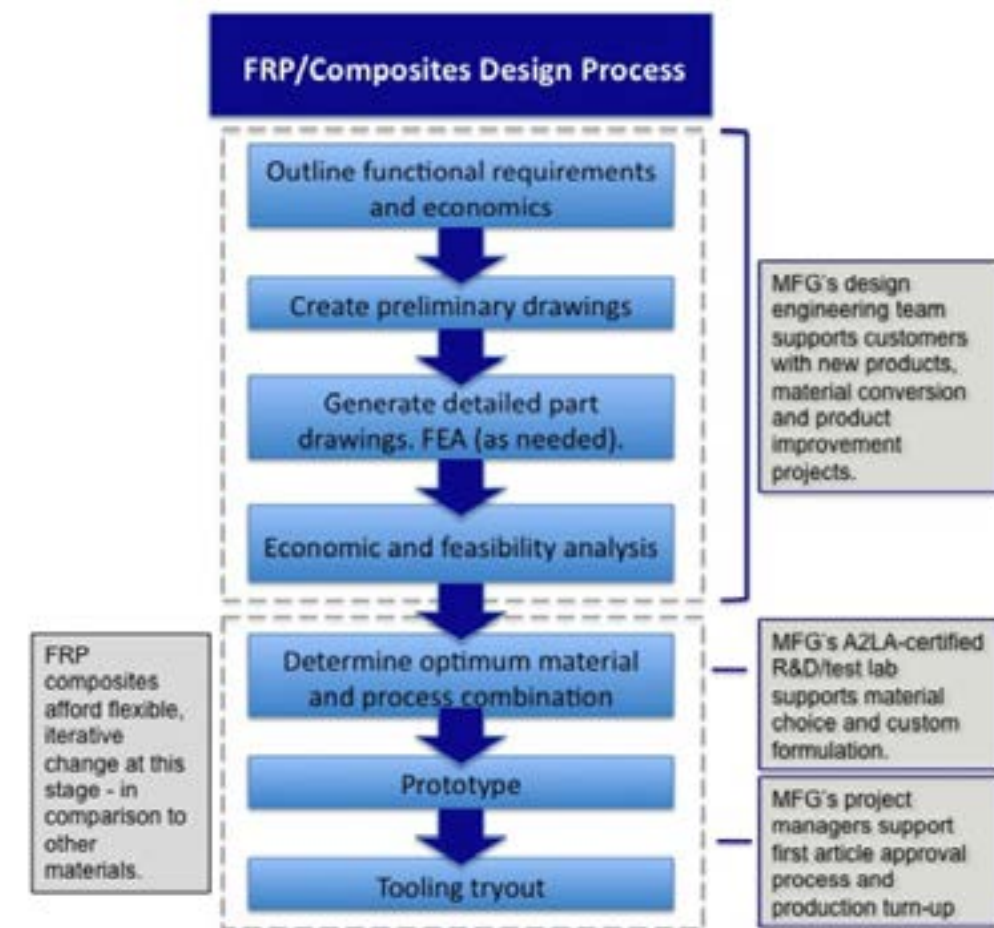 FRP/Composites Design Process
Outline functional requirements
and economics
Create preliminary drawings
Generate detailed part
drawings. FEA (as needed).
Economic and feasibility analysis
MFG's design
engineering team
supports customers
with new products,
material conversion
and product
improvement
projects.
FRP
composites
afford flexible,
iterative
change at this
stage - in
comparison to
other
materials.
Determine optimum material
and process combination
Prototype
Tooling tryout
MFG's A2LA-certified
R&D/test lab
supports material
choice and custom
formulation.
MFG's project
managers support
first article approval
process and
production turn-up